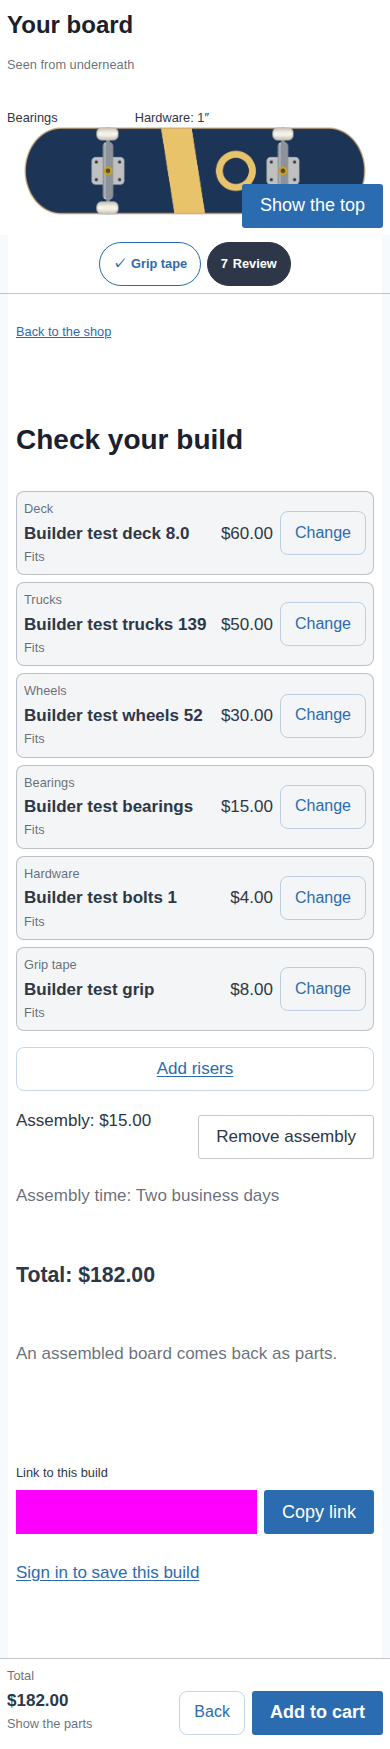 Your board
Seen from underneath
Bearings
Hardware: 1″
Show the top
✓ Grip tape
7 Review
Back to the shop
Check your build
Deck
Builder test deck 8.0 $60.00 Change
Fits
Trucks
Builder test trucks 139 $50.00 Change
Fits
Wheels
Builder test wheels 52 $30.00 Change
Fits
Bearings
Builder test bearings $15.00 Change
Fits
Hardware
Builder test bolts 1 $4.00 Change
Fits
Grip tape
Builder test grip $8.00 Change
Fits
Add risers
Assembly: $15.00
Remove assembly
Assembly time: Two business days
Total: $182.00
An assembled board comes back as parts.
Link to this build
Copy link
Sign in to save this build
Total
$182.00
Show the parts
Back
Add to cart